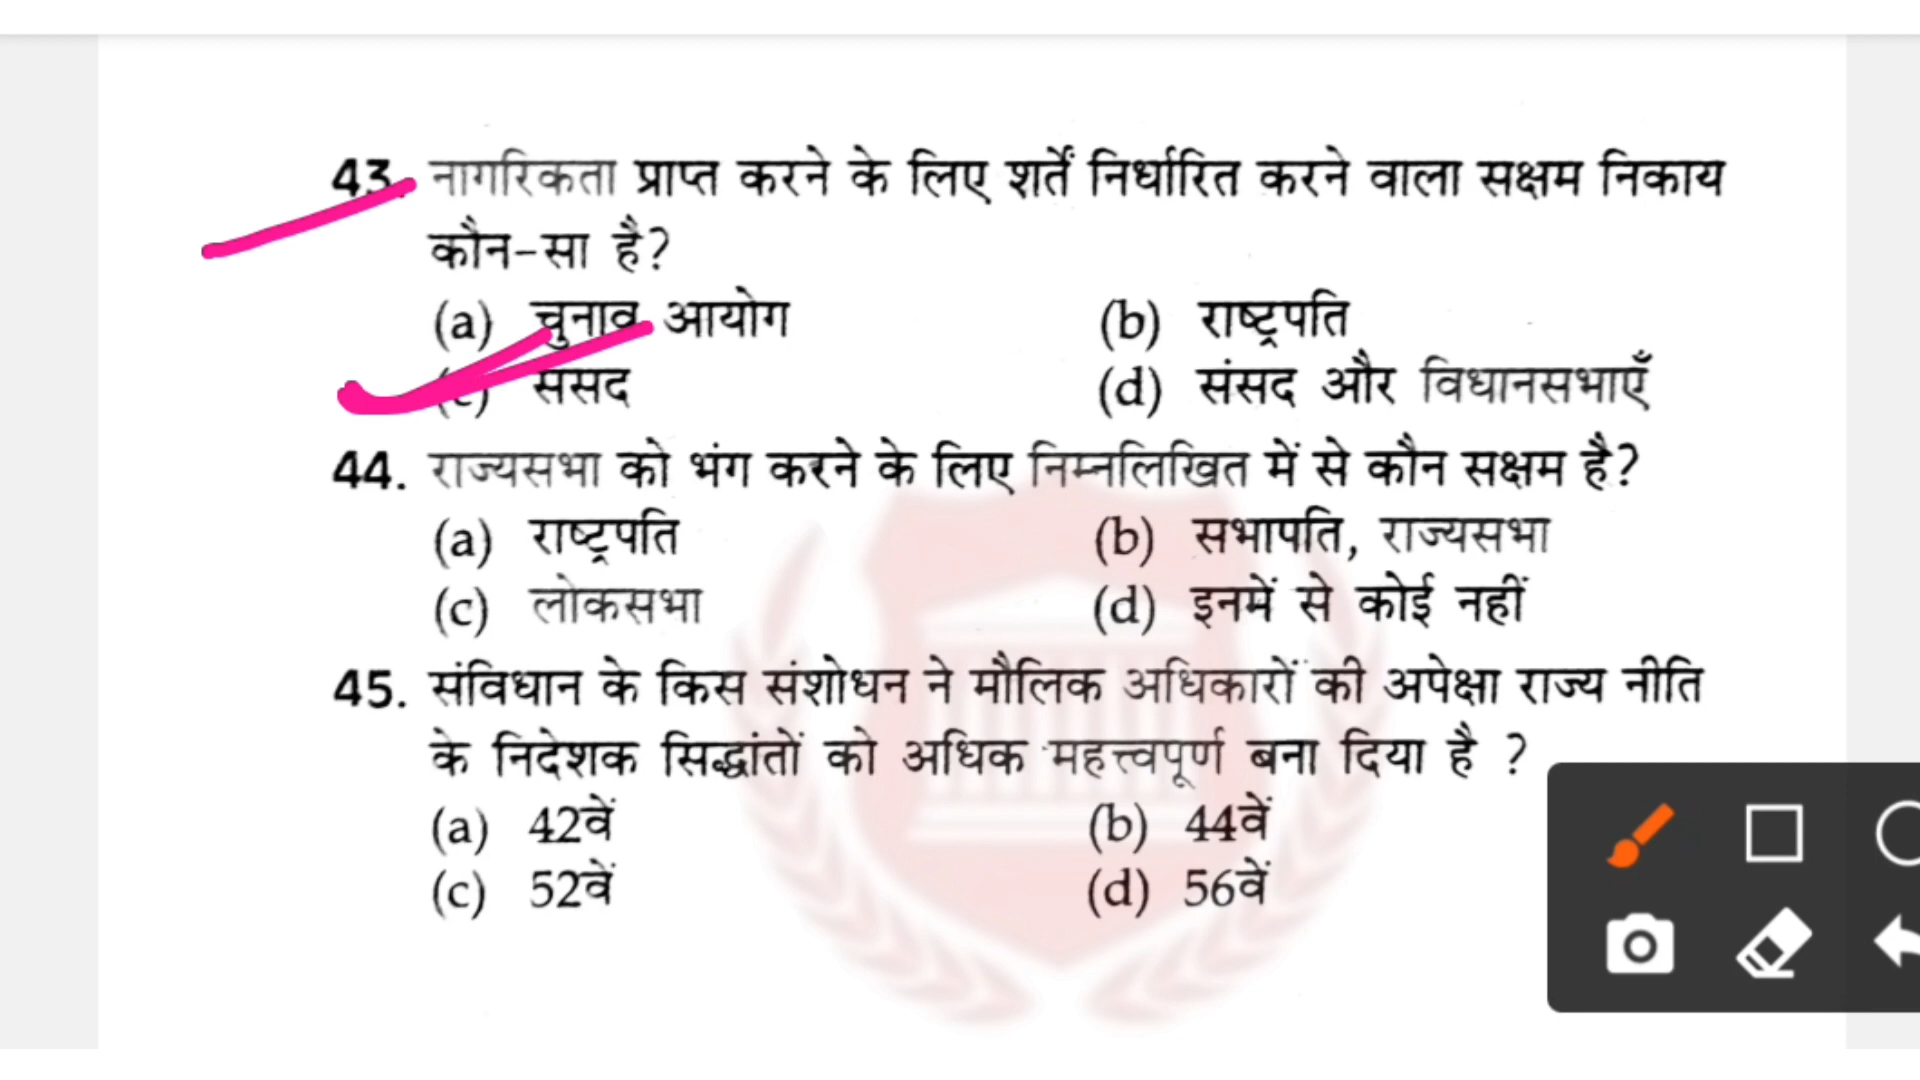 43. नागरिकता प्राप्त करने के लिए शर्तें निर्धारित करने वाला सक्षम निकाय
कौन-सा है?
(a) चुनाव आयोग (b) राष्ट्रपति
(c) संसद (d) संसद और विधानसभाएँ
44. राज्यसभा को भंग करने के लिए निम्नलिखित में से कौन सक्षम है?
(a) राष्ट्रपति (b) सभापति, राज्यसभा
(c) लोकसभा (d) इनमें से कोई नहीं
45. संविधान के किस संशोधन ने मौलिक अधिकारों की अपेक्षा राज्य नीति
के निदेशक सिद्धांतों को अधिक महत्त्वपूर्ण बना दिया है ?
(a) 42वें (b) 44वें
(c) 52वें (d) 56वें